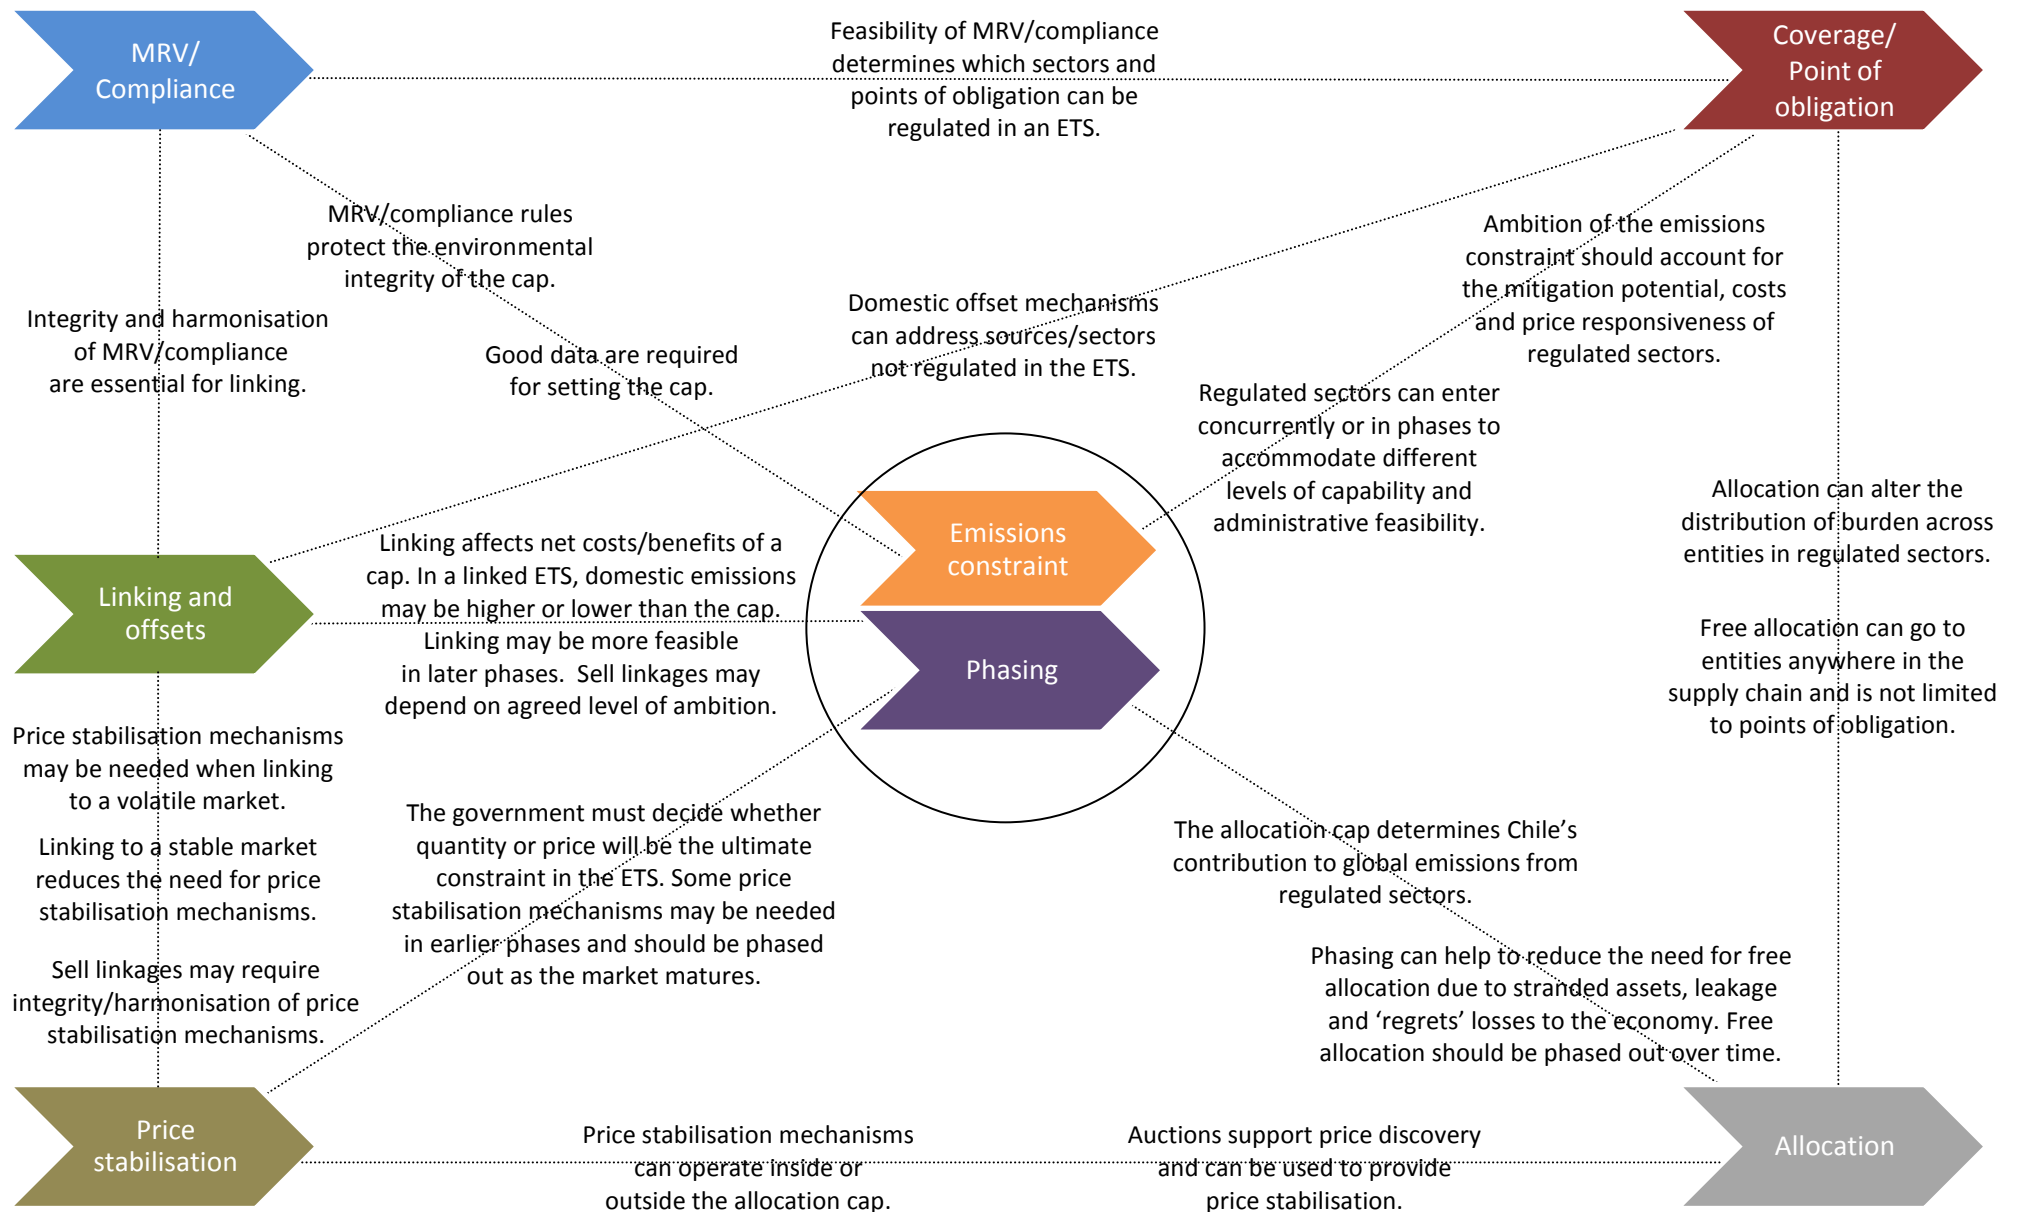 MRV/
Compliance
Feasibility of MRV/compliance
determines which sectors and
points of obligation can be
regulated in an ETS.
Coverage/
Point of
obligation
MRV/compliance rules
protect the environmental
integrity of the cap.
Ambition of the emissions
constraint should account for
the mitigation potential, costs
and price responsiveness of
regulated sectors.
Integrity and harmonisation
of MRV/compliance
are essential for linking.
Good data are required
for setting the cap.
Domestic offset mechanisms
can address sources/sectors
not regulated in the ETS.
Regulated sectors can enter
concurrently or in phases to
accommodate different
levels of capability and
administrative feasibility.
Allocation can alter the
distribution of burden across
entities in regulated sectors.
Linking and
offsets
Linking affects net costs/benefits of a
cap. In a linked ETS, domestic emissions
may be higher or lower than the cap.
Linking may be more feasible
in later phases.  Sell linkages may
depend on agreed level of ambition.
Emissions
constraint
Phasing
Free allocation can go to
entities anywhere in the
supply chain and is not limited
to points of obligation.
Price stabilisation mechanisms
may be needed when linking
to a volatile market.
Linking to a stable market
reduces the need for price
stabilisation mechanisms.
Sell linkages may require
integrity/harmonisation of price
stabilisation mechanisms.
The government must decide whether
quantity or price will be the ultimate
constraint in the ETS. Some price
stabilisation mechanisms may be needed
in earlier phases and should be phased
out as the market matures.
The allocation cap determines Chile’s
contribution to global emissions from
regulated sectors.
Phasing can help to reduce the need for free
allocation due to stranded assets, leakage
and ‘regrets’ losses to the economy. Free
allocation should be phased out over time.
Price
stabilisation
Price stabilisation mechanisms
can operate inside or
outside the allocation cap.
Auctions support price discovery
and can be used to provide
price stabilisation.
Allocation